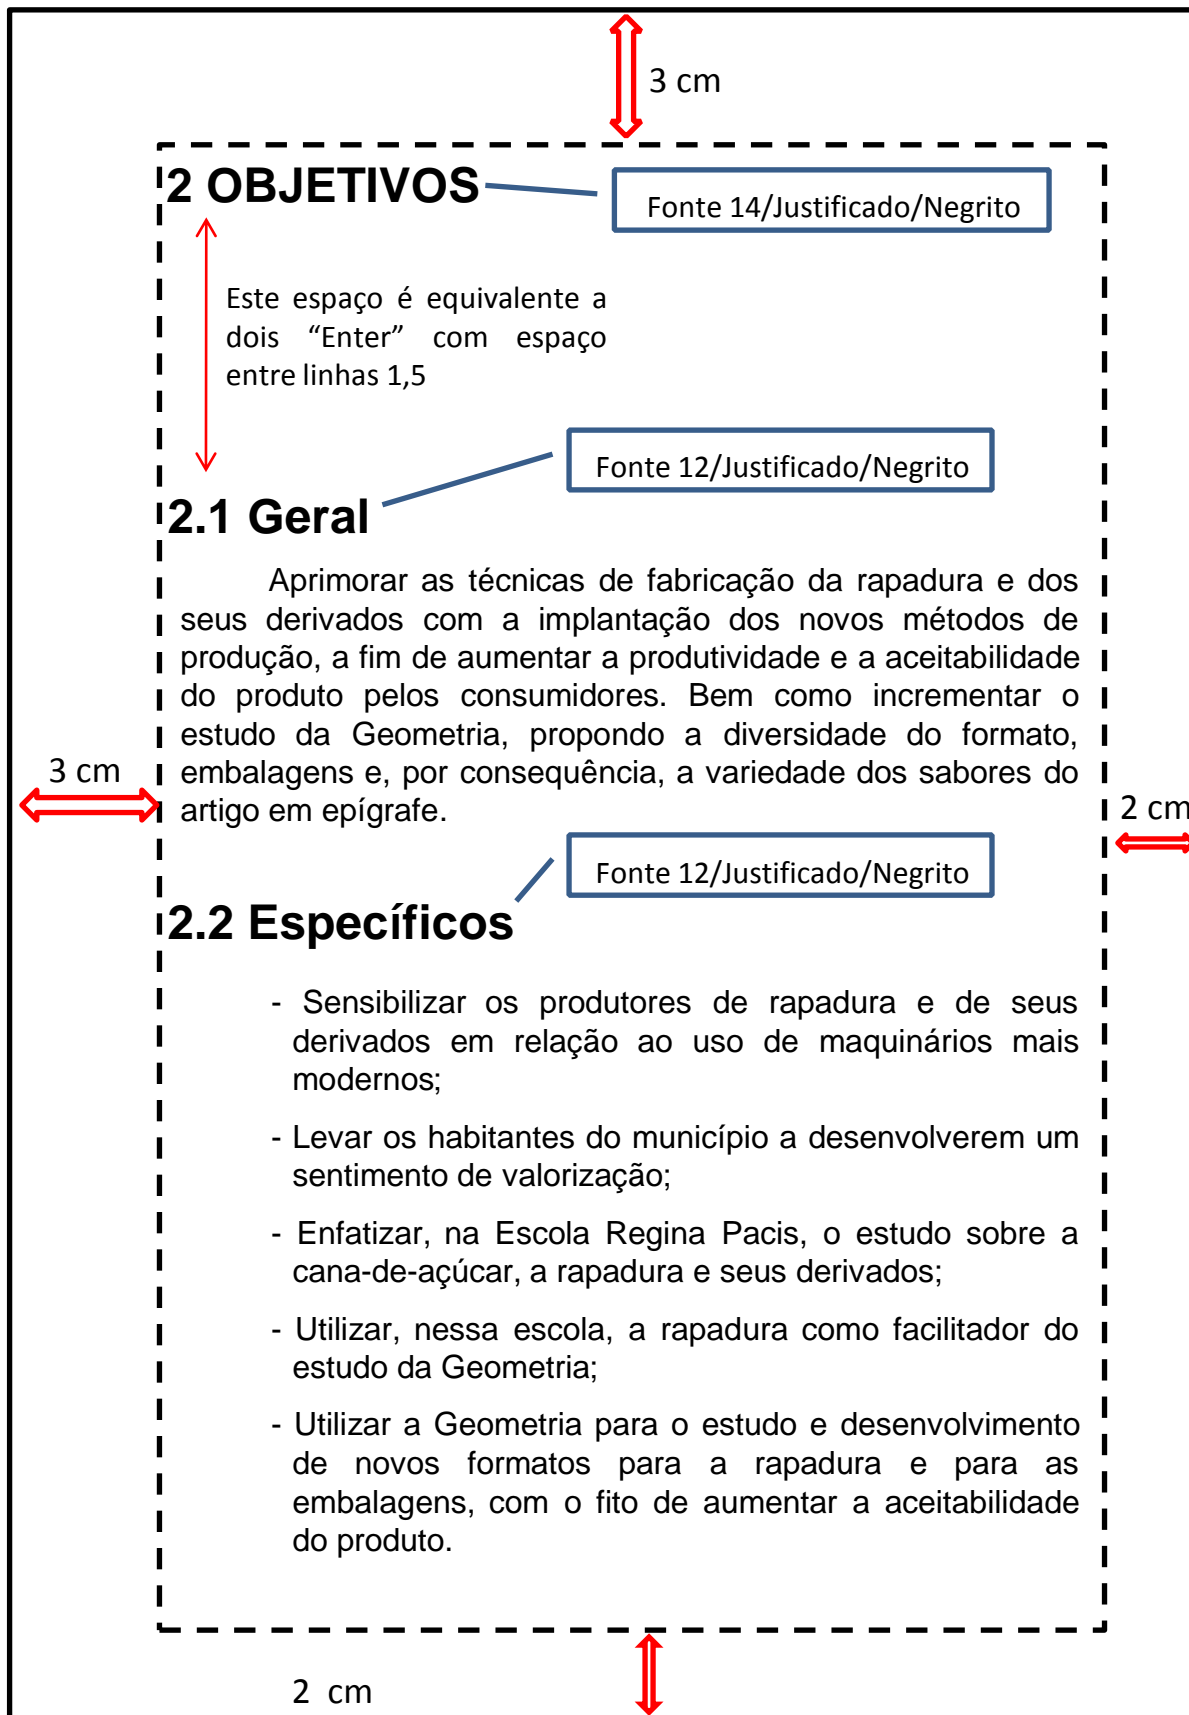 3 cm
2 OBJETIVOS
Fonte 14/Justificado/Negrito
Este espaço é equivalente a
dois “Enter” com espaço
entre linhas 1,5
Fonte 12/Justificado/Negrito
2.1 Geral
Aprimorar as técnicas de fabricação da rapadura e dos
seus derivados com a implantação dos novos métodos de
produção, a fim de aumentar a produtividade e a aceitabilidade
do produto pelos consumidores. Bem como incrementar o
estudo da Geometria, propondo a diversidade do formato,
embalagens e, por consequência, a variedade dos sabores do
artigo em epígrafe.
3 cm
2 cm
Fonte 12/Justificado/Negrito
2.2 Específicos
- Sensibilizar os produtores de rapadura e de seus
derivados em relação ao uso de maquinários mais
modernos;
- Levar os habitantes do município a desenvolverem um
sentimento de valorização;
- Enfatizar, na Escola Regina Pacis, o estudo sobre a
cana-de-açúcar, a rapadura e seus derivados;
- Utilizar, nessa escola, a rapadura como facilitador do
estudo da Geometria;
- Utilizar a Geometria para o estudo e desenvolvimento
de novos formatos para a rapadura e para as
embalagens, com o fito de aumentar a aceitabilidade
do produto.
2 cm